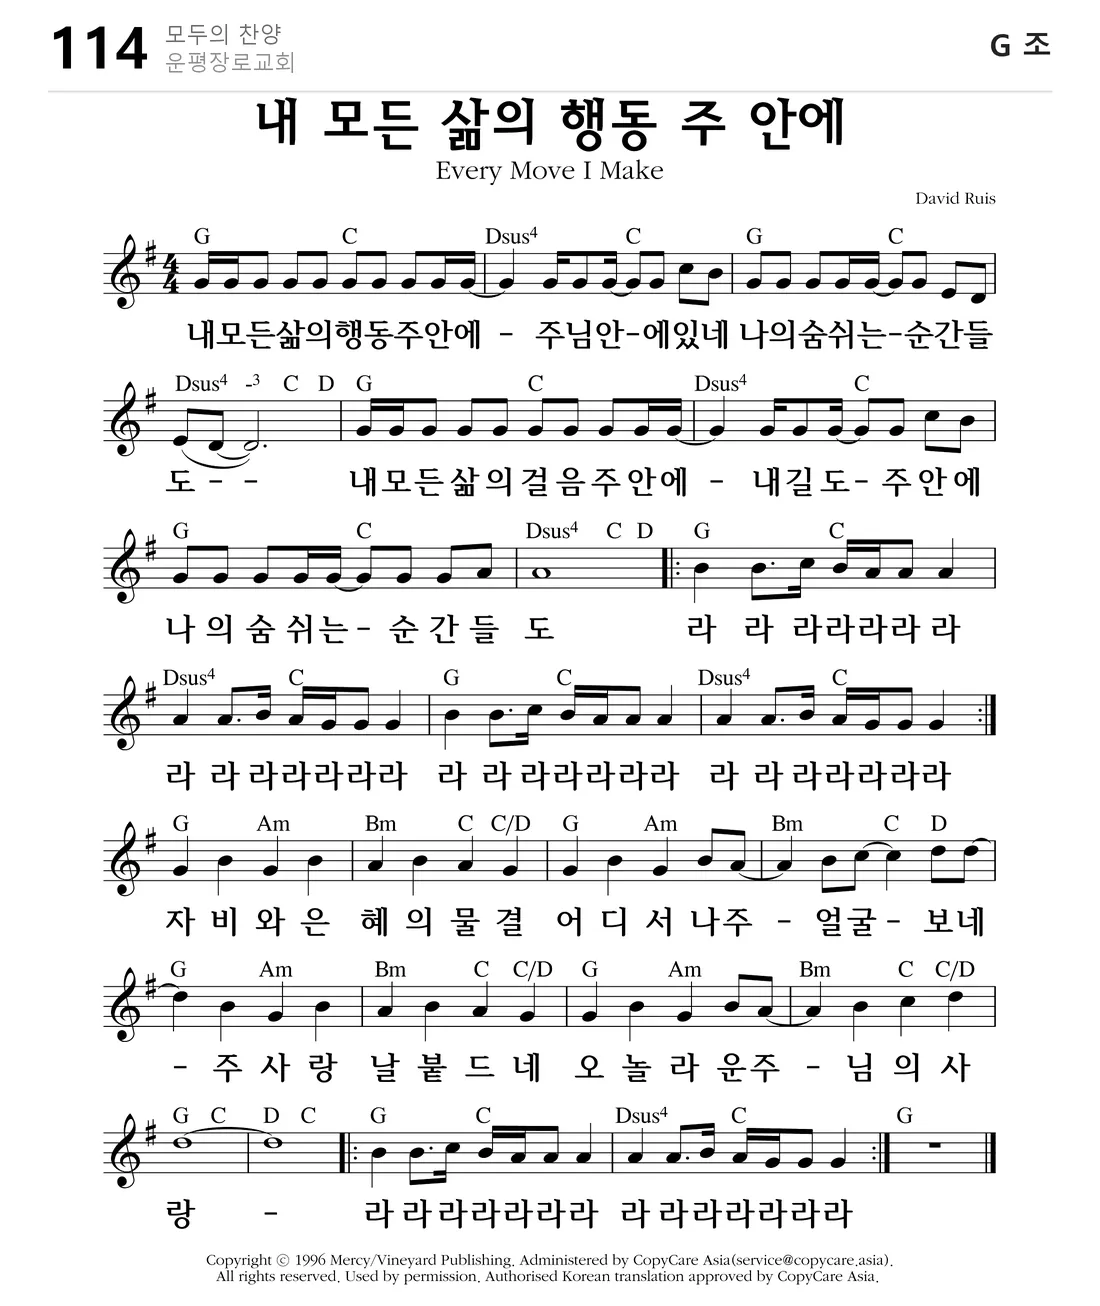 114
모두의 찬양
운평장로교회
G 조
내 모든 삶의 행동 주 안에
Every Move I Make
David Ruis
G C Dsus4 C G C
내모든삶의행동주안에 - 주님안-에있네 나의숨쉬는-순간들
Dsus4 -3 C D G C Dsus4 C
도 - - 내모든삶의걸음주안에 - 내길도- 주안에
G C Dsus4 C D G C
나의숨쉬는- 순간들 도 라 라 라라라라 라
Dsus4 C G C Dsus4 C
라 라 라라라라라 라 라 라라라라라 라 라 라라라라라
G Am Bm C C/D G Am Bm C D
자 비 와 은 혜 의 물 결 어 디 서 나주 - 얼굴- 보네
G Am Bm C C/D G Am Bm C C/D
- 주 사 랑 날 붙 드 네 오 놀 라 운주 - 님 의 사
G C D C G C Dsus4 C G
랑 - 라 라 라라라라라 라 라라라라라라
Copyright ⓒ 1996 Mercy/Vineyard Publishing. Administered by CopyCare Asia(service@copycare.asia).
All rights reserved. Used by permission. Authorised Korean translation approved by CopyCare Asia.